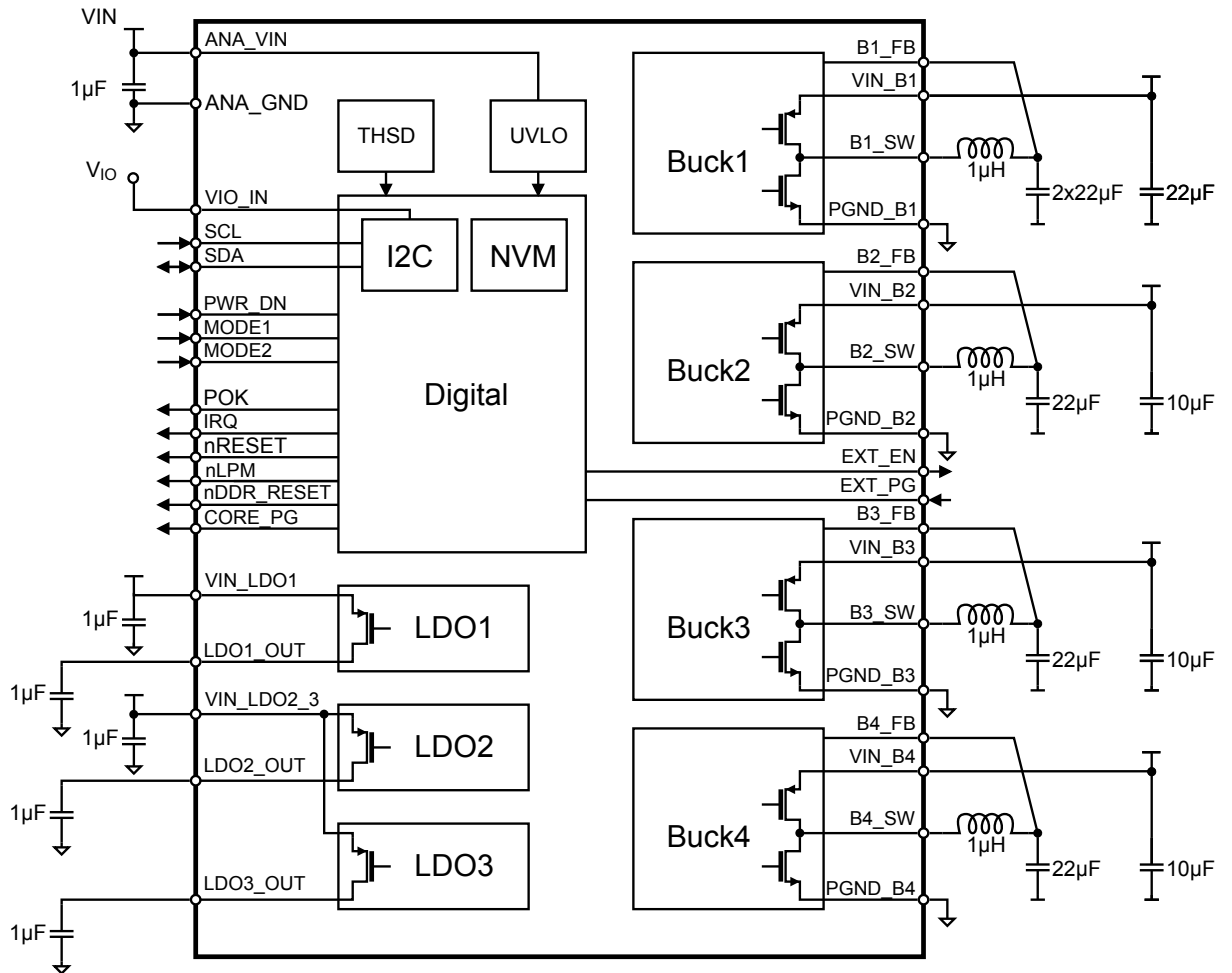 VIN
ANA_VIN
1µF
ANA_GND
THSD
UVLO
VIO
VIO_IN
SCL
SDA
I2C
NVM
PWR_DN
MODE1
MODE2
Digital
POK
IRQ
nRESET
nLPM
nDDR_RESET
CORE_PG
EXT_EN
EXT_PG
VIN_LDO1
1µF
LDO1
LDO1_OUT
1µF
VIN_LDO2_3
1µF
LDO2
LDO2_OUT
1µF
LDO3
LDO3_OUT
1µF
Buck1
B1_FB
VIN_B1
B1_SW
1µH
PGND_B1
2x22µF
22µF
Buck2
B2_FB
VIN_B2
B2_SW
1µH
PGND_B2
22µF
10µF
Buck3
B3_FB
VIN_B3
B3_SW
1µH
PGND_B3
22µF
10µF
Buck4
B4_FB
VIN_B4
B4_SW
1µH
PGND_B4
22µF
10µF